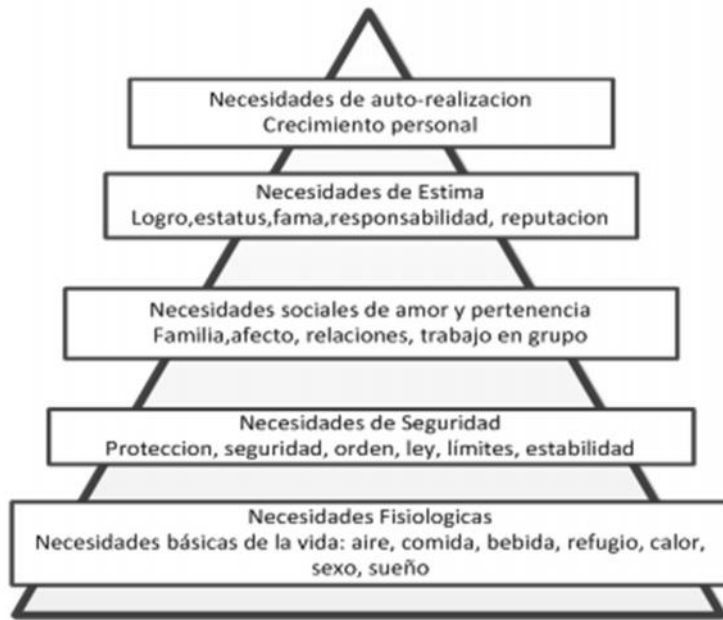 Necesidades de auto-realizacion
Crecimiento personal
Necesidades de Estima
Logro,estatus,fama,responsabilidad, reputacion
Necesidades sociales de amor y pertenencia
Familia,afecto, relaciones, trabajo en grupo
Necesidades de Seguridad
Proteccion, seguridad, orden, ley, límites, estabilidad
Necesidades Fisiologicas
Necesidades básicas de la vida: aire, comida, bebida, refugio, calor,
sexo, sueño